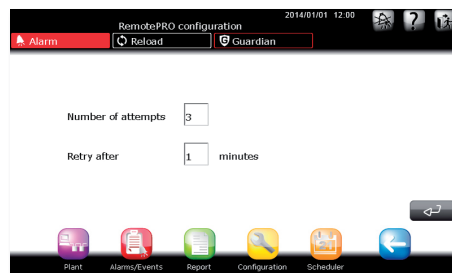 2014/01/01 12.00
RemotePRO configuration
Alarm Reload Guardian
Number of attempts 3
Retry after 1 minutes
Plant Alarms/Events Report Configuration Scheduler